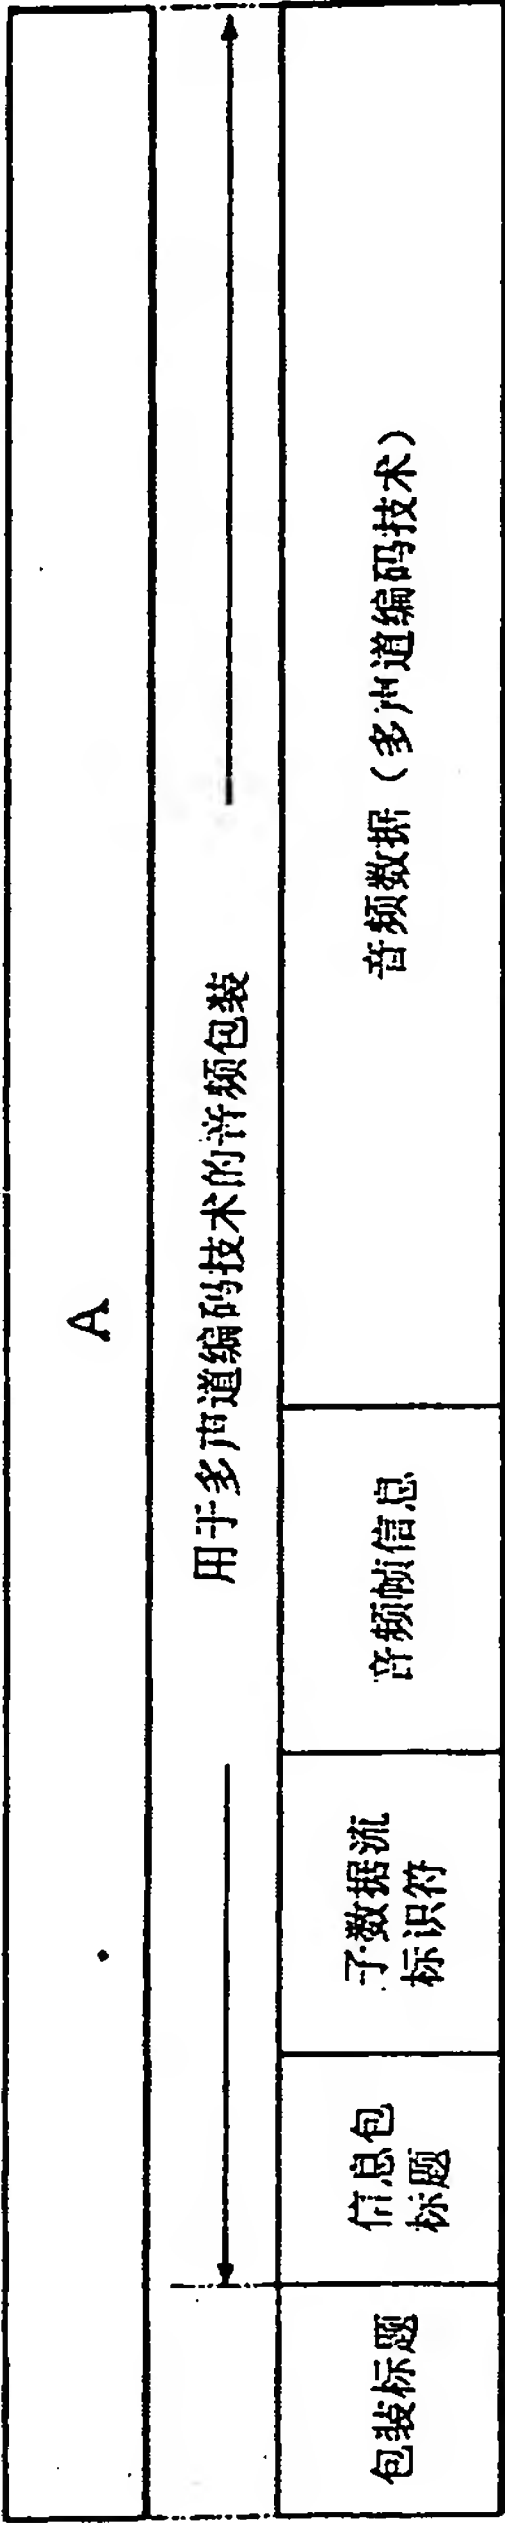 A
用于多声道编码技术的音频包装
包装标题
信息包
标题
子数据流
标识符
音频帧信息
音频数据（多声道编码技术）